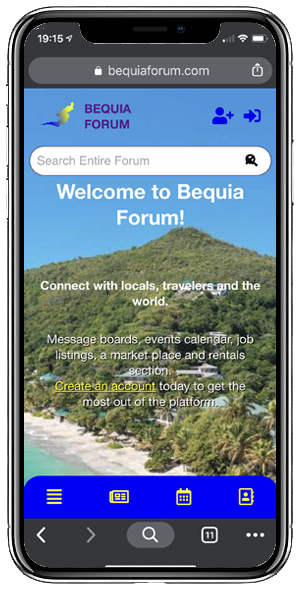 19:15
bequiaforum.com
BEQUIA
FORUM
Search Entire Forum
Welcome to Bequia
Forum!
Connect with locals, travelers and the
world.
Message boards, events calendar, job
listings, a market place and rentals
section.
Create an account today to get the
most out of the platform.
11